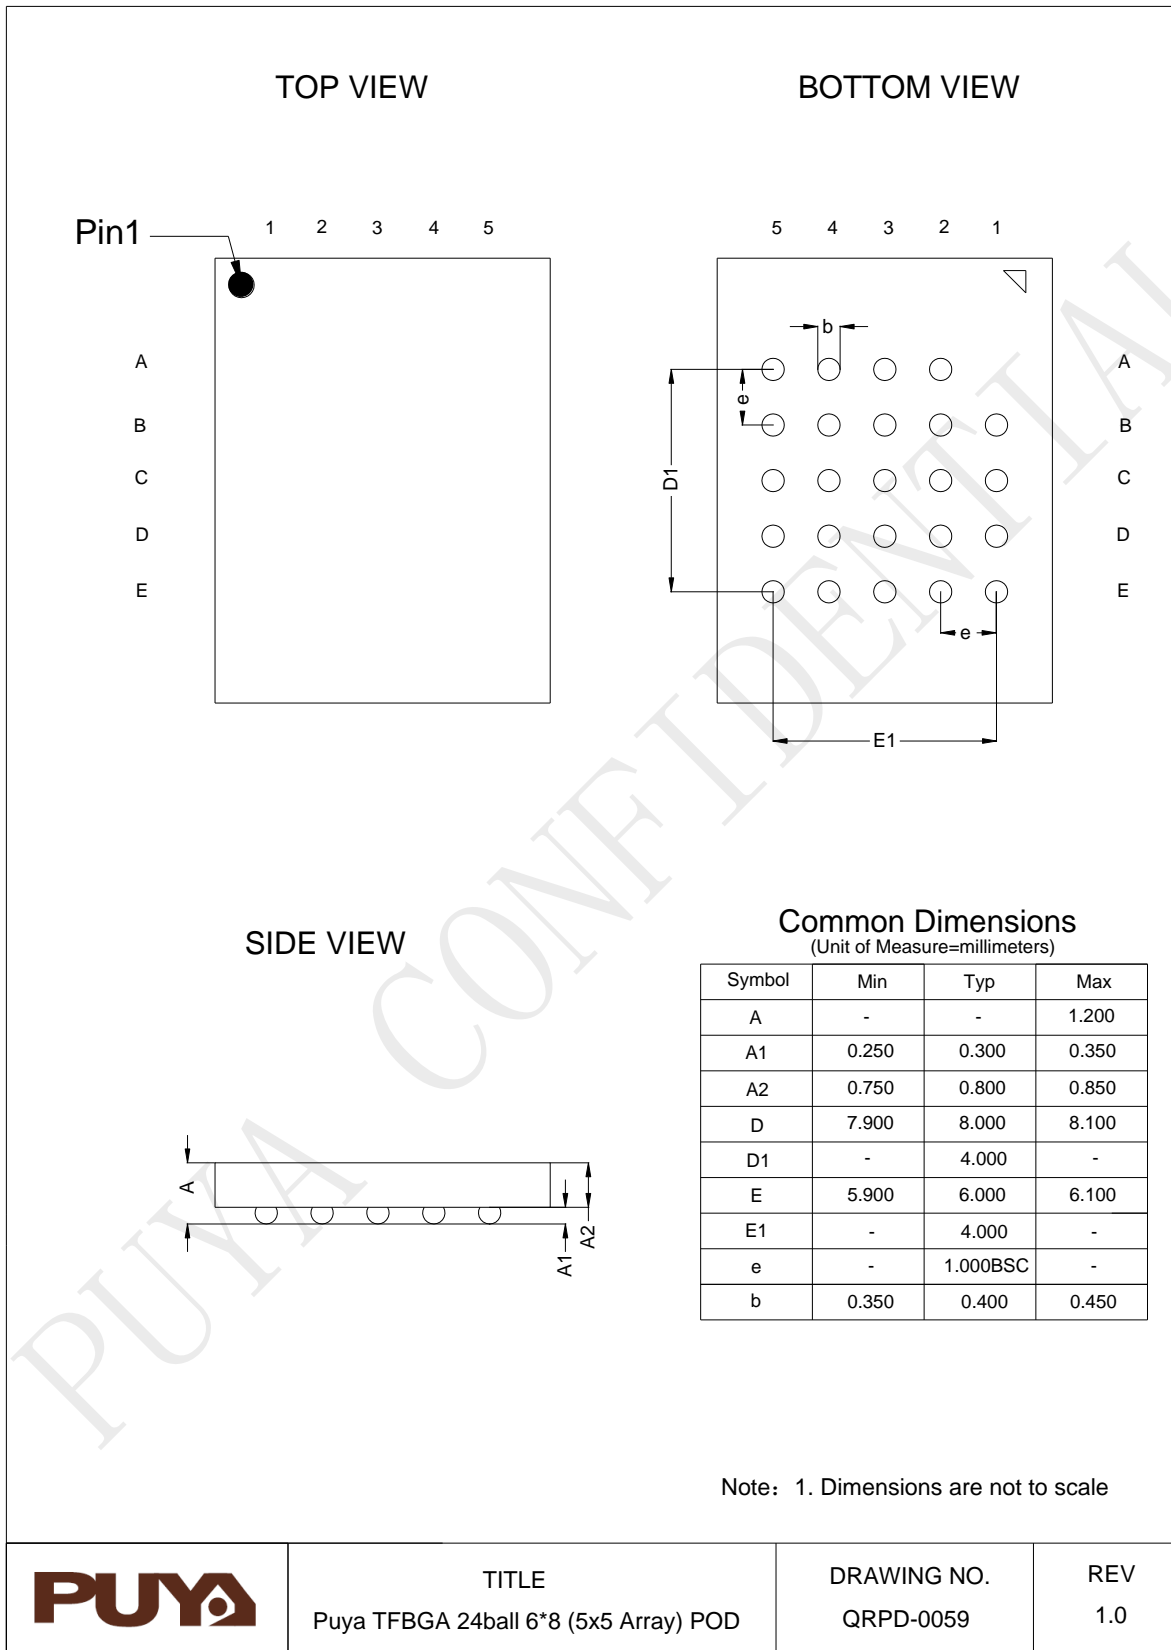 TOP VIEW
BOTTOM VIEW
Pin1
1 2 3 4 5
5 4 3 2 1
A
B
C
D
E
b
e
D1
A
B
C
D
E
e
E1
SIDE VIEW
A
A1
A2
Common Dimensions
(Unit of Measure=millimeters)
Symbol Min Typ Max
A - - 1.200
A1 0.250 0.300 0.350
A2 0.750 0.800 0.850
D 7.900 8.000 8.100
D1 - 4.000 -
E 5.900 6.000 6.100
E1 - 4.000 -
e - 1.000BSC -
b 0.350 0.400 0.450
Note: 1. Dimensions are not to scale
PUYA CONFIDENTIAL
PUYA
TITLE
Puya TFBGA 24ball 6*8 (5x5 Array) POD
DRAWING NO.
QRPD-0059
REV
1.0